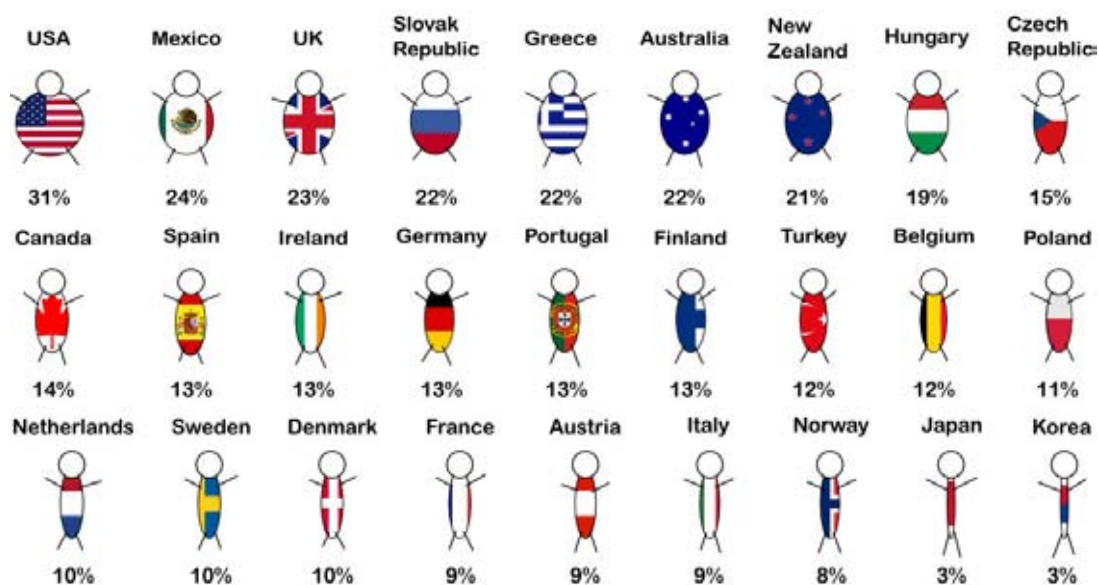 USA Mexico UK Slovak Republic Greece Australia New Zealand Hungary Czech Republic
31% 24% 23% 22% 22% 22% 21% 19% 15%
Canada Spain Ireland Germany Portugal Finland Turkey Belgium Poland
14% 13% 13% 13% 13% 13% 12% 12% 11%
Netherlands Sweden Denmark France Austria Italy Norway Japan Korea
10% 10% 10% 9% 9% 9% 8% 3% 3%